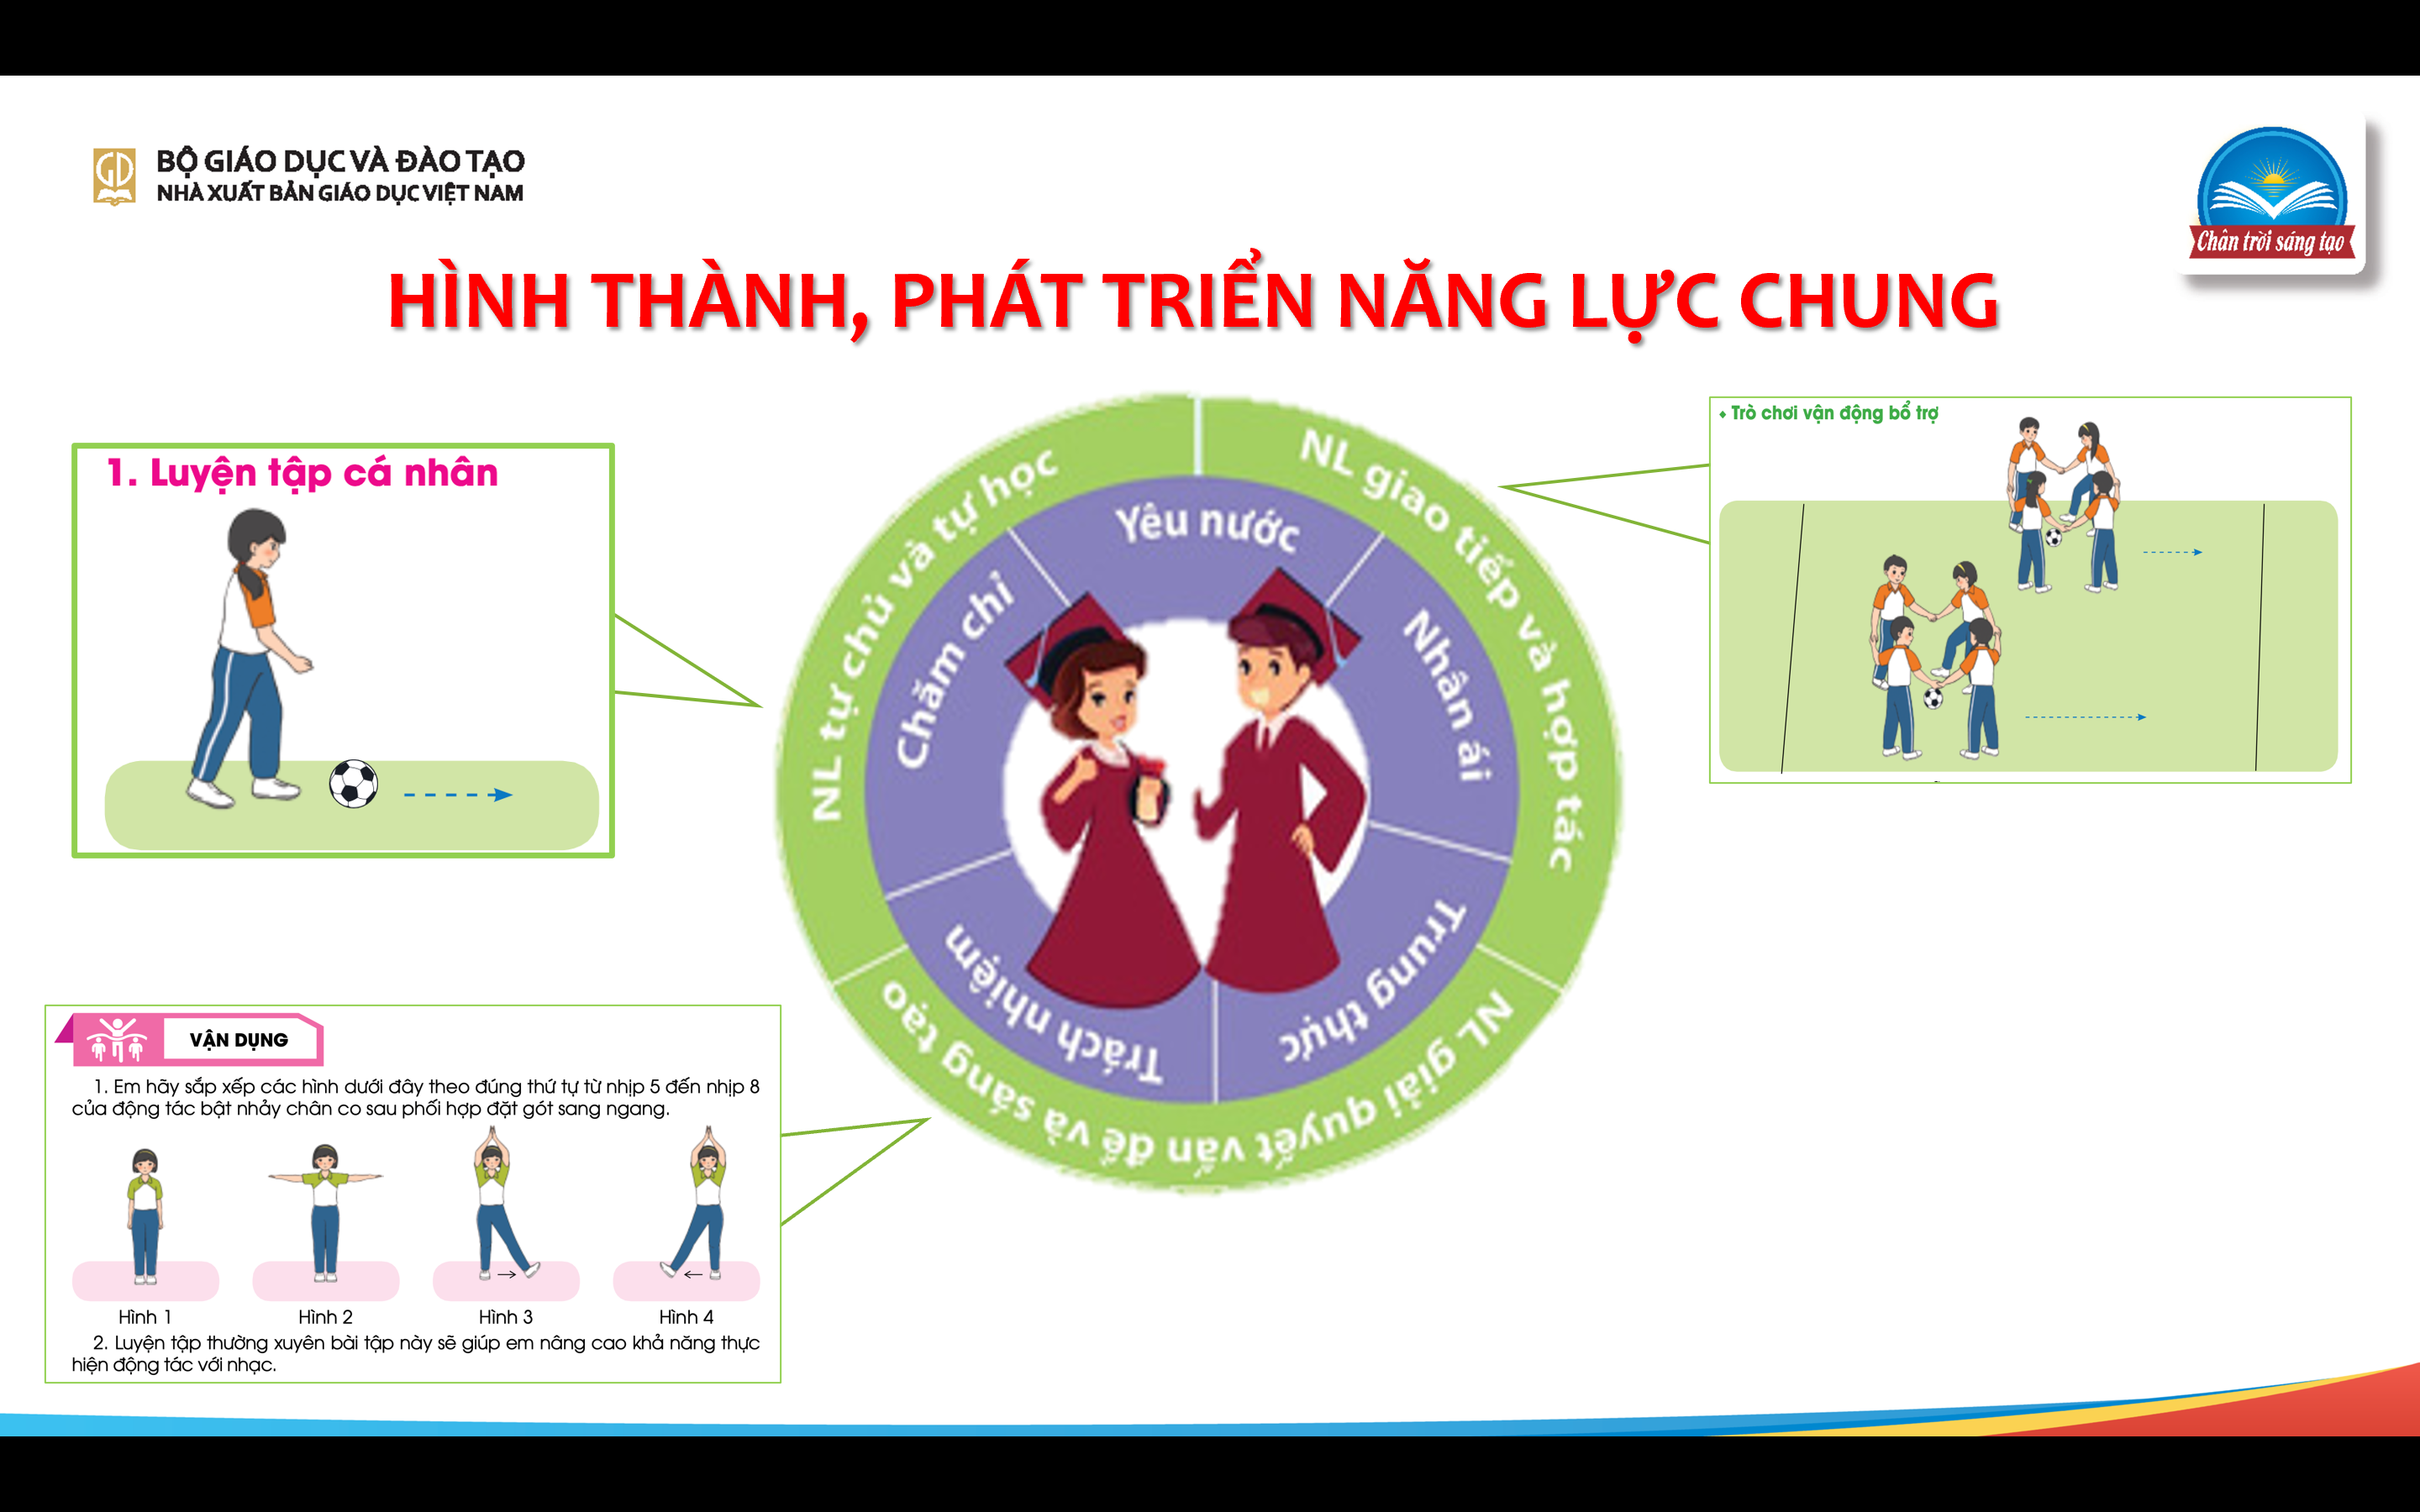 BỘ GIÁO DỤC VÀ ĐÀO TẠO
NHÀ XUẤT BẢN GIÁO DỤC VIỆT NAM
Chân trời sáng tạo
HÌNH THÀNH, PHÁT TRIỂN NĂNG LỰC CHUNG
1. Luyện tập cá nhân
NL tự chủ và tự học
NL giao tiếp và hợp tác
NL giải quyết vấn đề và sáng tạo
Yêu nước
Nhân ái
Trung thực
Trách nhiệm
Chăm chỉ
• Trò chơi vận động bổ trợ
VẬN DỤNG
1. Em hãy sắp xếp các hình dưới đây theo đúng thứ tự từ nhịp 5 đến nhịp 8
của động tác bật nhảy chân co sau phối hợp đặt gót sang ngang.
Hình 1 Hình 2 Hình 3 Hình 4
2. Luyện tập thường xuyên bài tập này sẽ giúp em nâng cao khả năng thực
hiện động tác với nhạc.